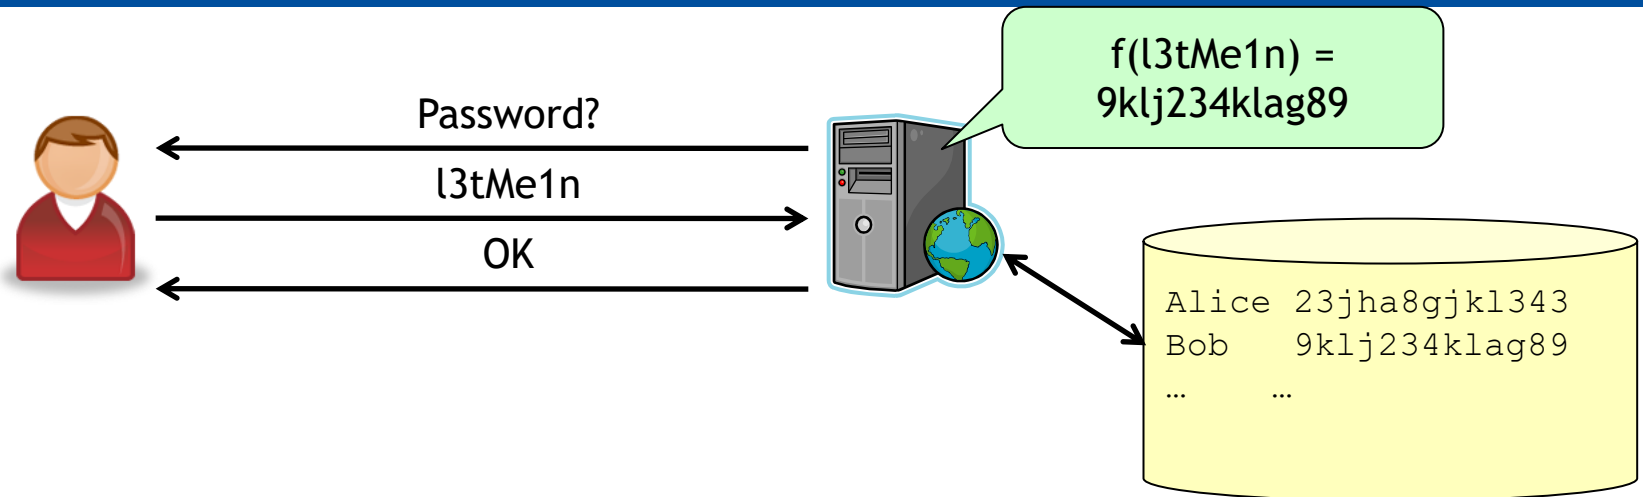 f(l3tMe1n) =
9klj234klag89
Password?
l3tMe1n
OK
Alice 23jha8gjkl343
Bob   9klj234klag89
…     …